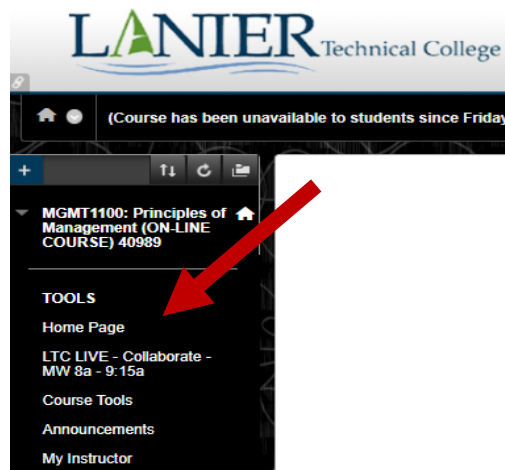 LANIER Technical College
(Course has been unavailable to students since Friday
MGMT1100: Principles of
Management (ON-LINE
COURSE) 40989
TOOLS
Home Page
LTC LIVE - Collaborate -
MW 8a - 9:15a
Course Tools
Announcements
My Instructor